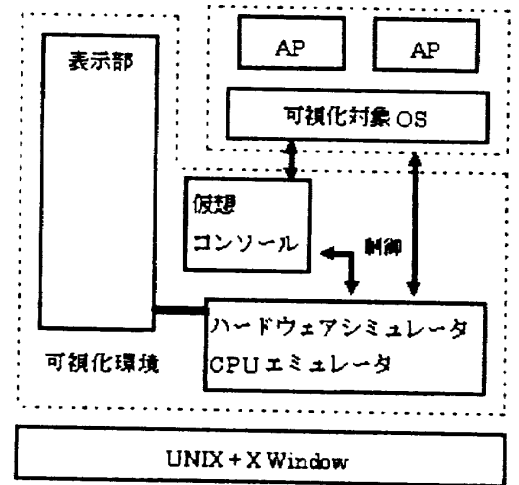 表示部
AP
AP
可視化対象 OS
仮想
コンソール
制御
ハードウェアシミュレータ
CPUエミュレータ
可視化環境
UNIX + X Window